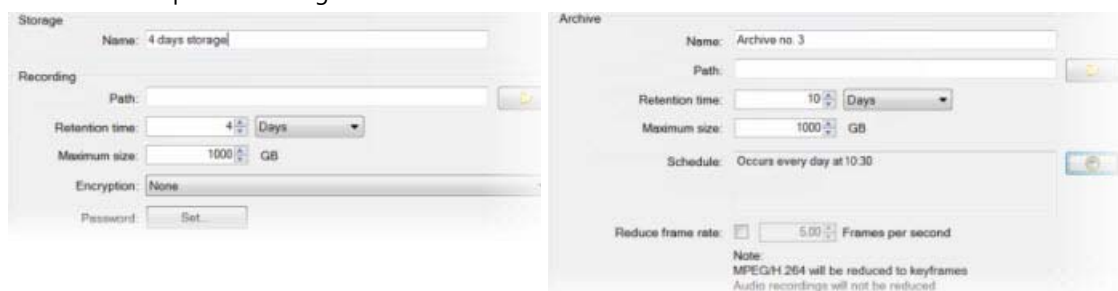 Storage
Name: 4 days storage
Recording
Path:
Retention time: 4 Days
Maximum size: 1000 GB
Encryption: None
Password: Set...
Archive
Name: Archive no. 3
Path:
Retention time: 10 Days
Maximum size: 1000 GB
Schedule: Occurs every day at 10:30
Reduce frame rate: 5.00 Frames per second
Note:
MPEG/H.264 will be reduced to keyframes
Audio recordings will not be reduced